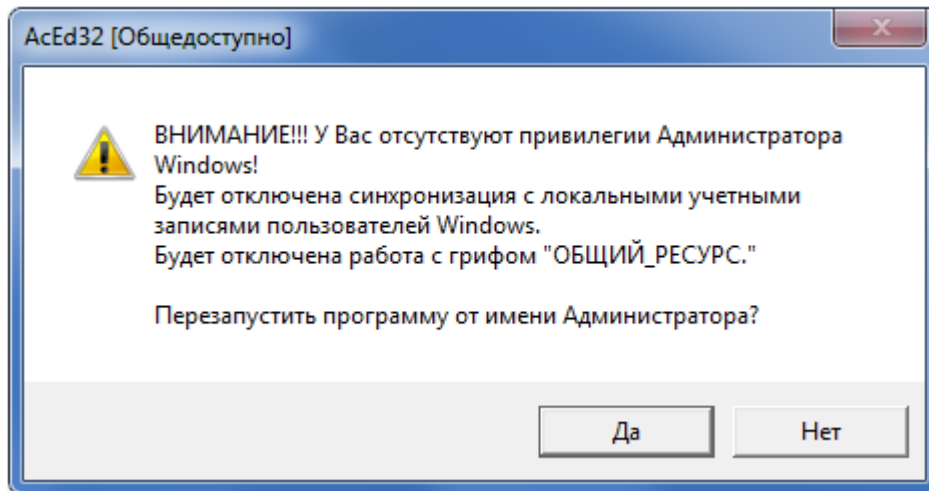 AcEd32 [Общедоступно]
ВНИМАНИЕ!!! У Вас отсутствуют привилегии Администратора
Windows!
Будет отключена синхронизация с локальными учетными
записями пользователей Windows.
Будет отключена работа с грифом "ОБЩИЙ_РЕСУРС."
Перезапустить программу от имени Администратора?
Да
Нет